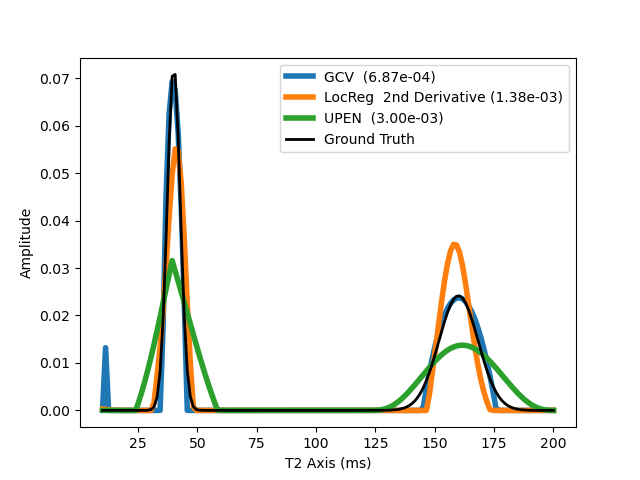 GCV  (6.87e-04)
LocReg  2nd Derivative (1.38e-03)
UPEN  (3.00e-03)
Ground Truth
0.07
0.06
0.05
0.04
0.03
0.02
0.01
0.00
Amplitude
25 50 75 100 125 150 175 200
T2 Axis (ms)